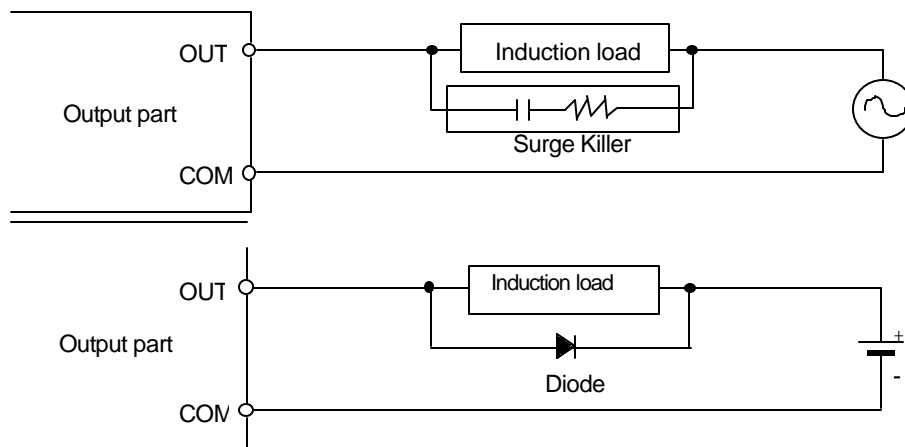 OUT
Induction load
Output part
Surge Killer
COM
OUT
Induction load
+
Output part
-
Diode
COM